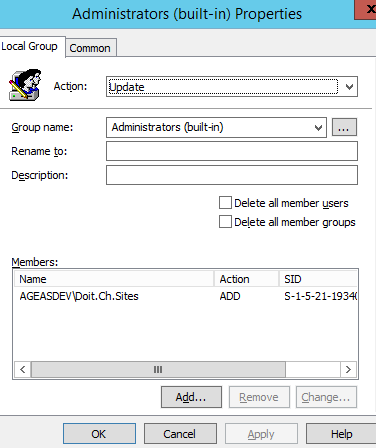 Administrators (built-in) Properties
X
Local Group Common
Action: Update
Group name: Administrators (built-in) ...
Rename to:
Description:
Delete all member users
Delete all member groups
Members:
Name Action SID
AGEASDEV\Doit.Ch.Sites ADD S-1-5-21-19340
Add... Remove Change...
OK Cancel Apply Help